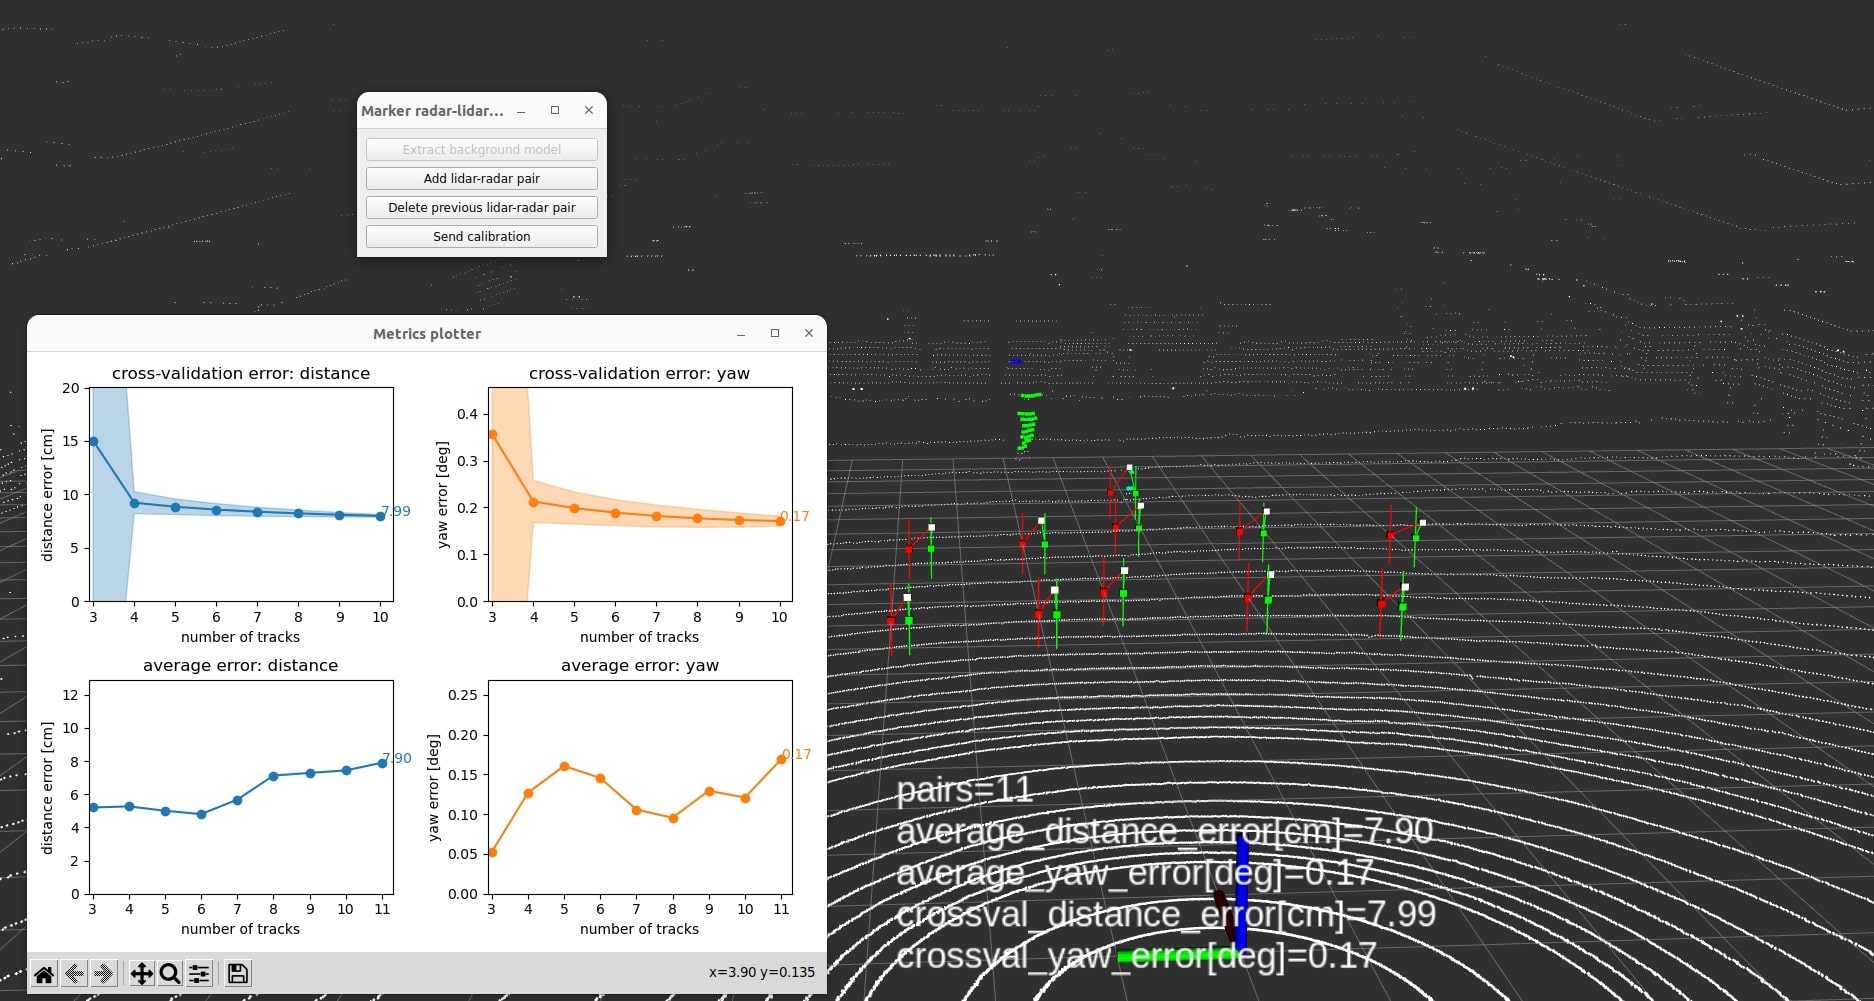 Marker radar-lidar...
Extract background model
Add lidar-radar pair
Delete previous lidar-radar pair
Send calibration
Metrics plotter
cross-validation error: distance
distance error [cm]
20
15
10
5
0
7.99
3 4 5 6 7 8 9 10
number of tracks
cross-validation error: yaw
yaw error [deg]
0.4
0.3
0.2
0.1
0.0
0.17
3 4 5 6 7 8 9 10
number of tracks
average error: distance
distance error [cm]
12
10
8
6
4
2
0
7.90
3 4 5 6 7 8 9 10 11
number of tracks
average error: yaw
yaw error [deg]
0.25
0.20
0.15
0.10
0.05
0.00
0.17
3 4 5 6 7 8 9 10 11
number of tracks
x=3.90 y=0.135
pairs=11
average_distance_error[cm]=7.90
average_yaw_error[deg]=0.17
crossval_distance_error[cm]=7.99
crossval_yaw_error[deg]=0.17